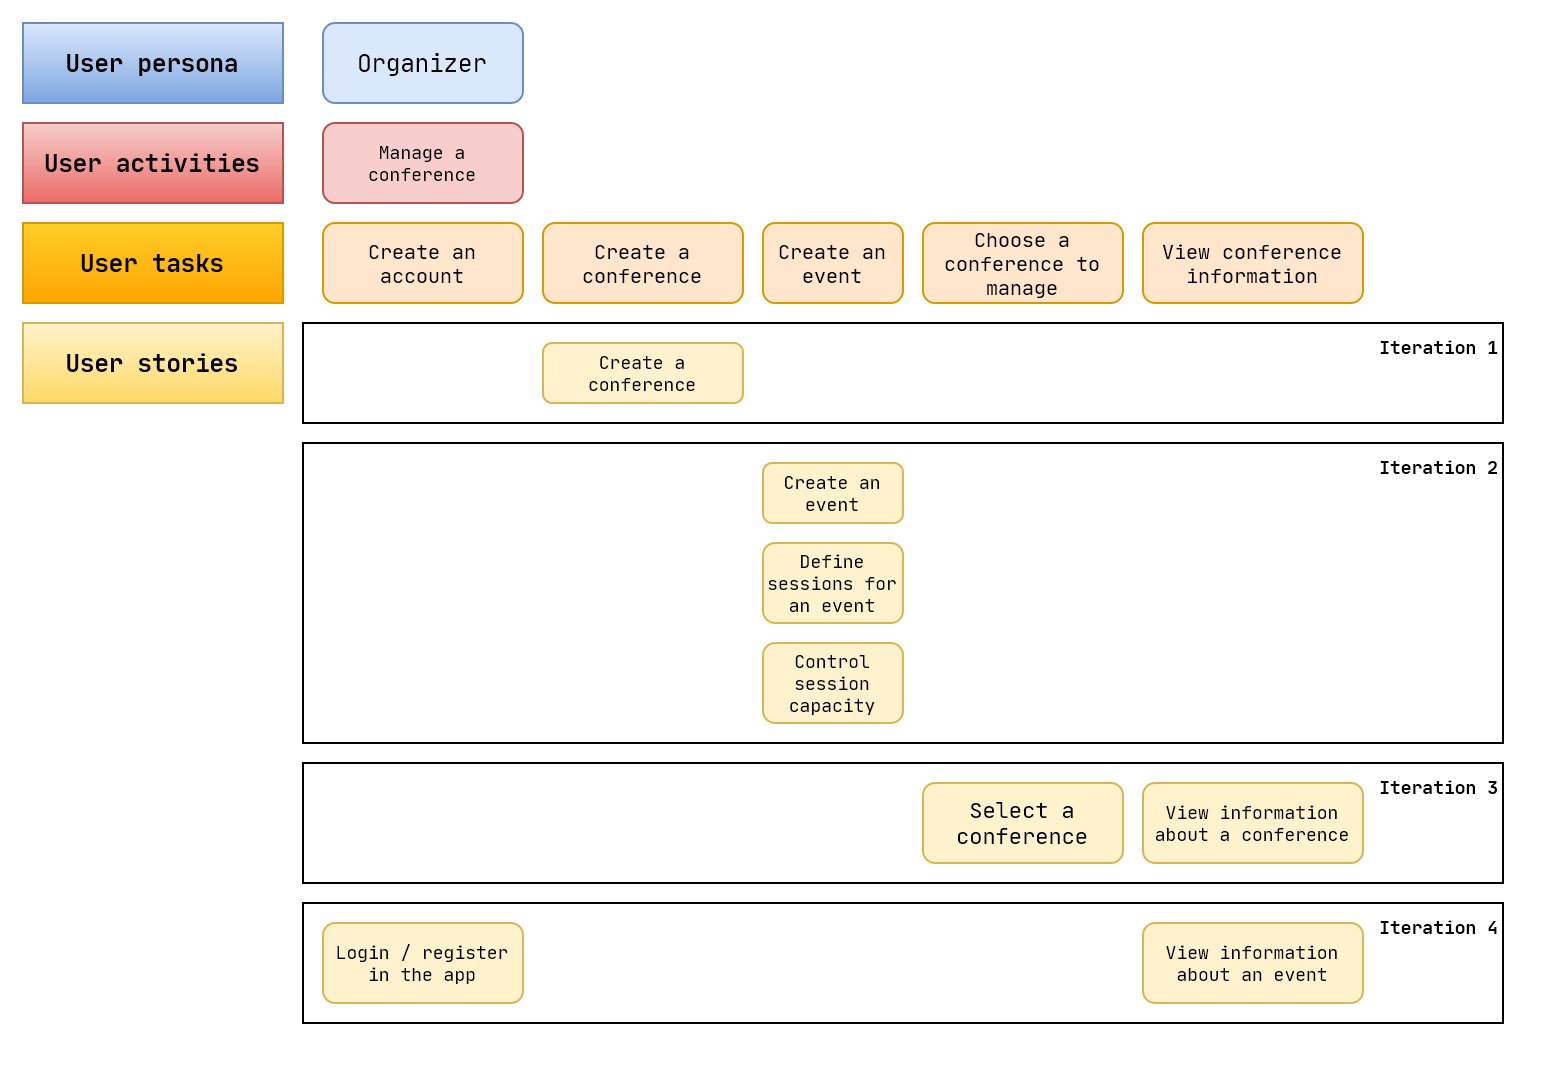 User persona
Organizer
User activities
Manage a
conference
User tasks
Create an
account
Create a
conference
Create an
event
Choose a
conference to
manage
View conference
information
User stories
Iteration 1
Create a
conference
Iteration 2
Create an
event
Define
sessions for
an event
Control
session
capacity
Iteration 3
Select a
conference
View information
about a conference
Iteration 4
Login / register
in the app
View information
about an event